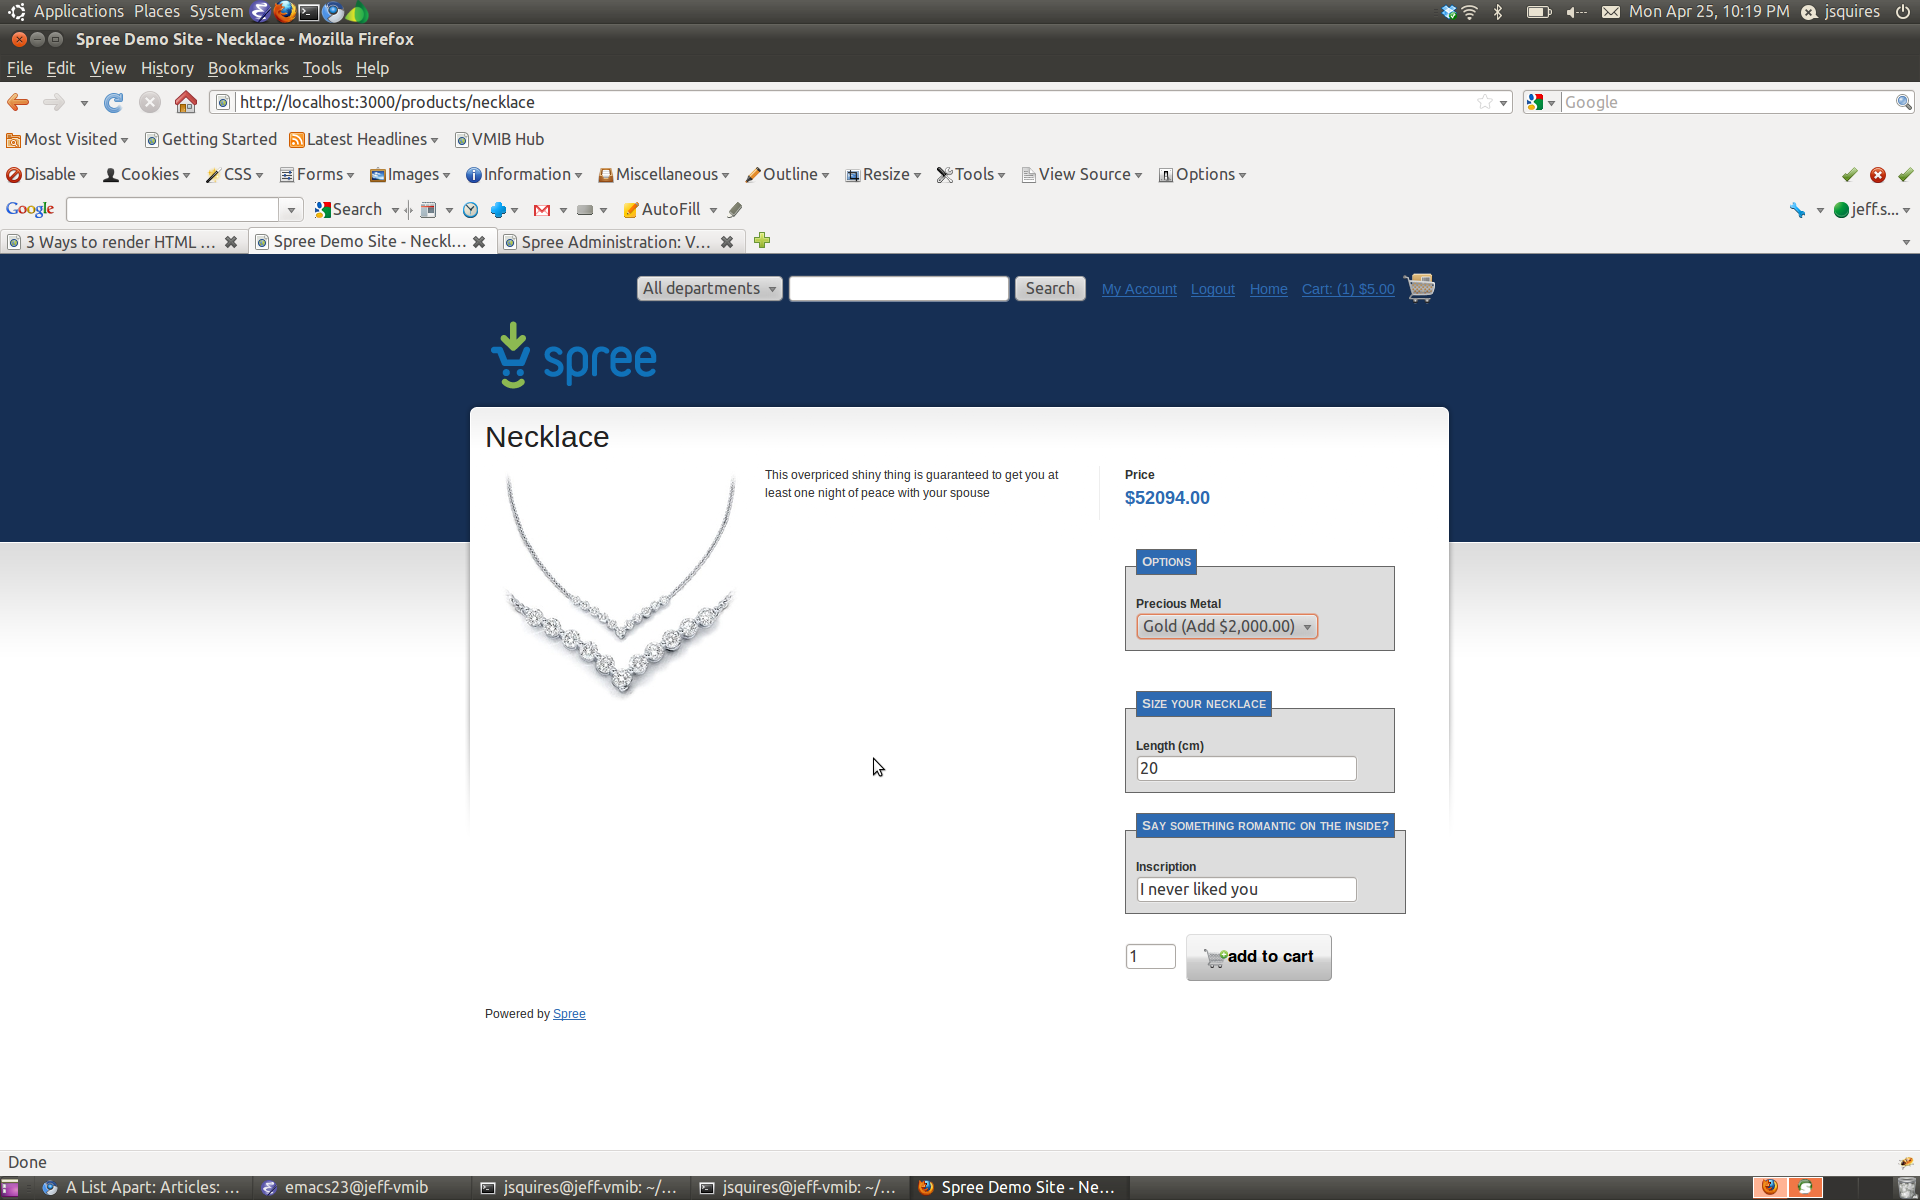 Applications Places System
Mon Apr 25, 10:19 PM jsquires
Spree Demo Site - Necklace - Mozilla Firefox
File Edit View History Bookmarks Tools Help
http://localhost:3000/products/necklace
Google
Most Visited Getting Started Latest Headlines VMIB Hub
Disable Cookies CSS Forms Images Information Miscellaneous Outline Resize Tools View Source Options
Google Search AutoFill jeff.s...
3 Ways to render HTML ... Spree Demo Site - Neckl... Spree Administration: V...
All departments Search My Account Logout Home Cart: (1) $5.00
spree
Necklace
This overpriced shiny thing is guaranteed to get you at
least one night of peace with your spouse
Price
$52094.00
Options
Precious Metal
Gold (Add $2,000.00)
Size your necklace
Length (cm)
20
Say something romantic on the inside?
Inscription
I never liked you
1 add to cart
Powered by Spree
Done
A List Apart: Articles: ... emacs23@jeff-vmib jsquires@jeff-vmib: ~/... jsquires@jeff-vmib: ~/... Spree Demo Site - Ne...